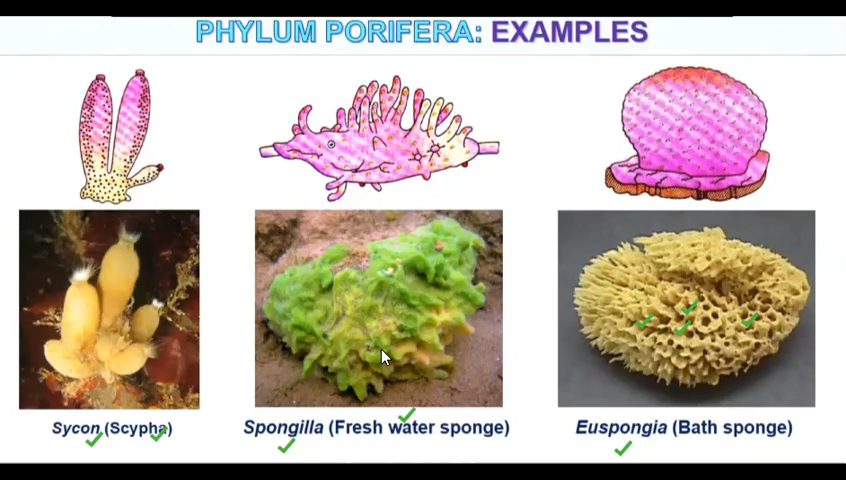 PHYLUM PORIFERA: EXAMPLES
Sycon (Scypha)
Spongilla (Fresh water sponge)
Euspongia (Bath sponge)